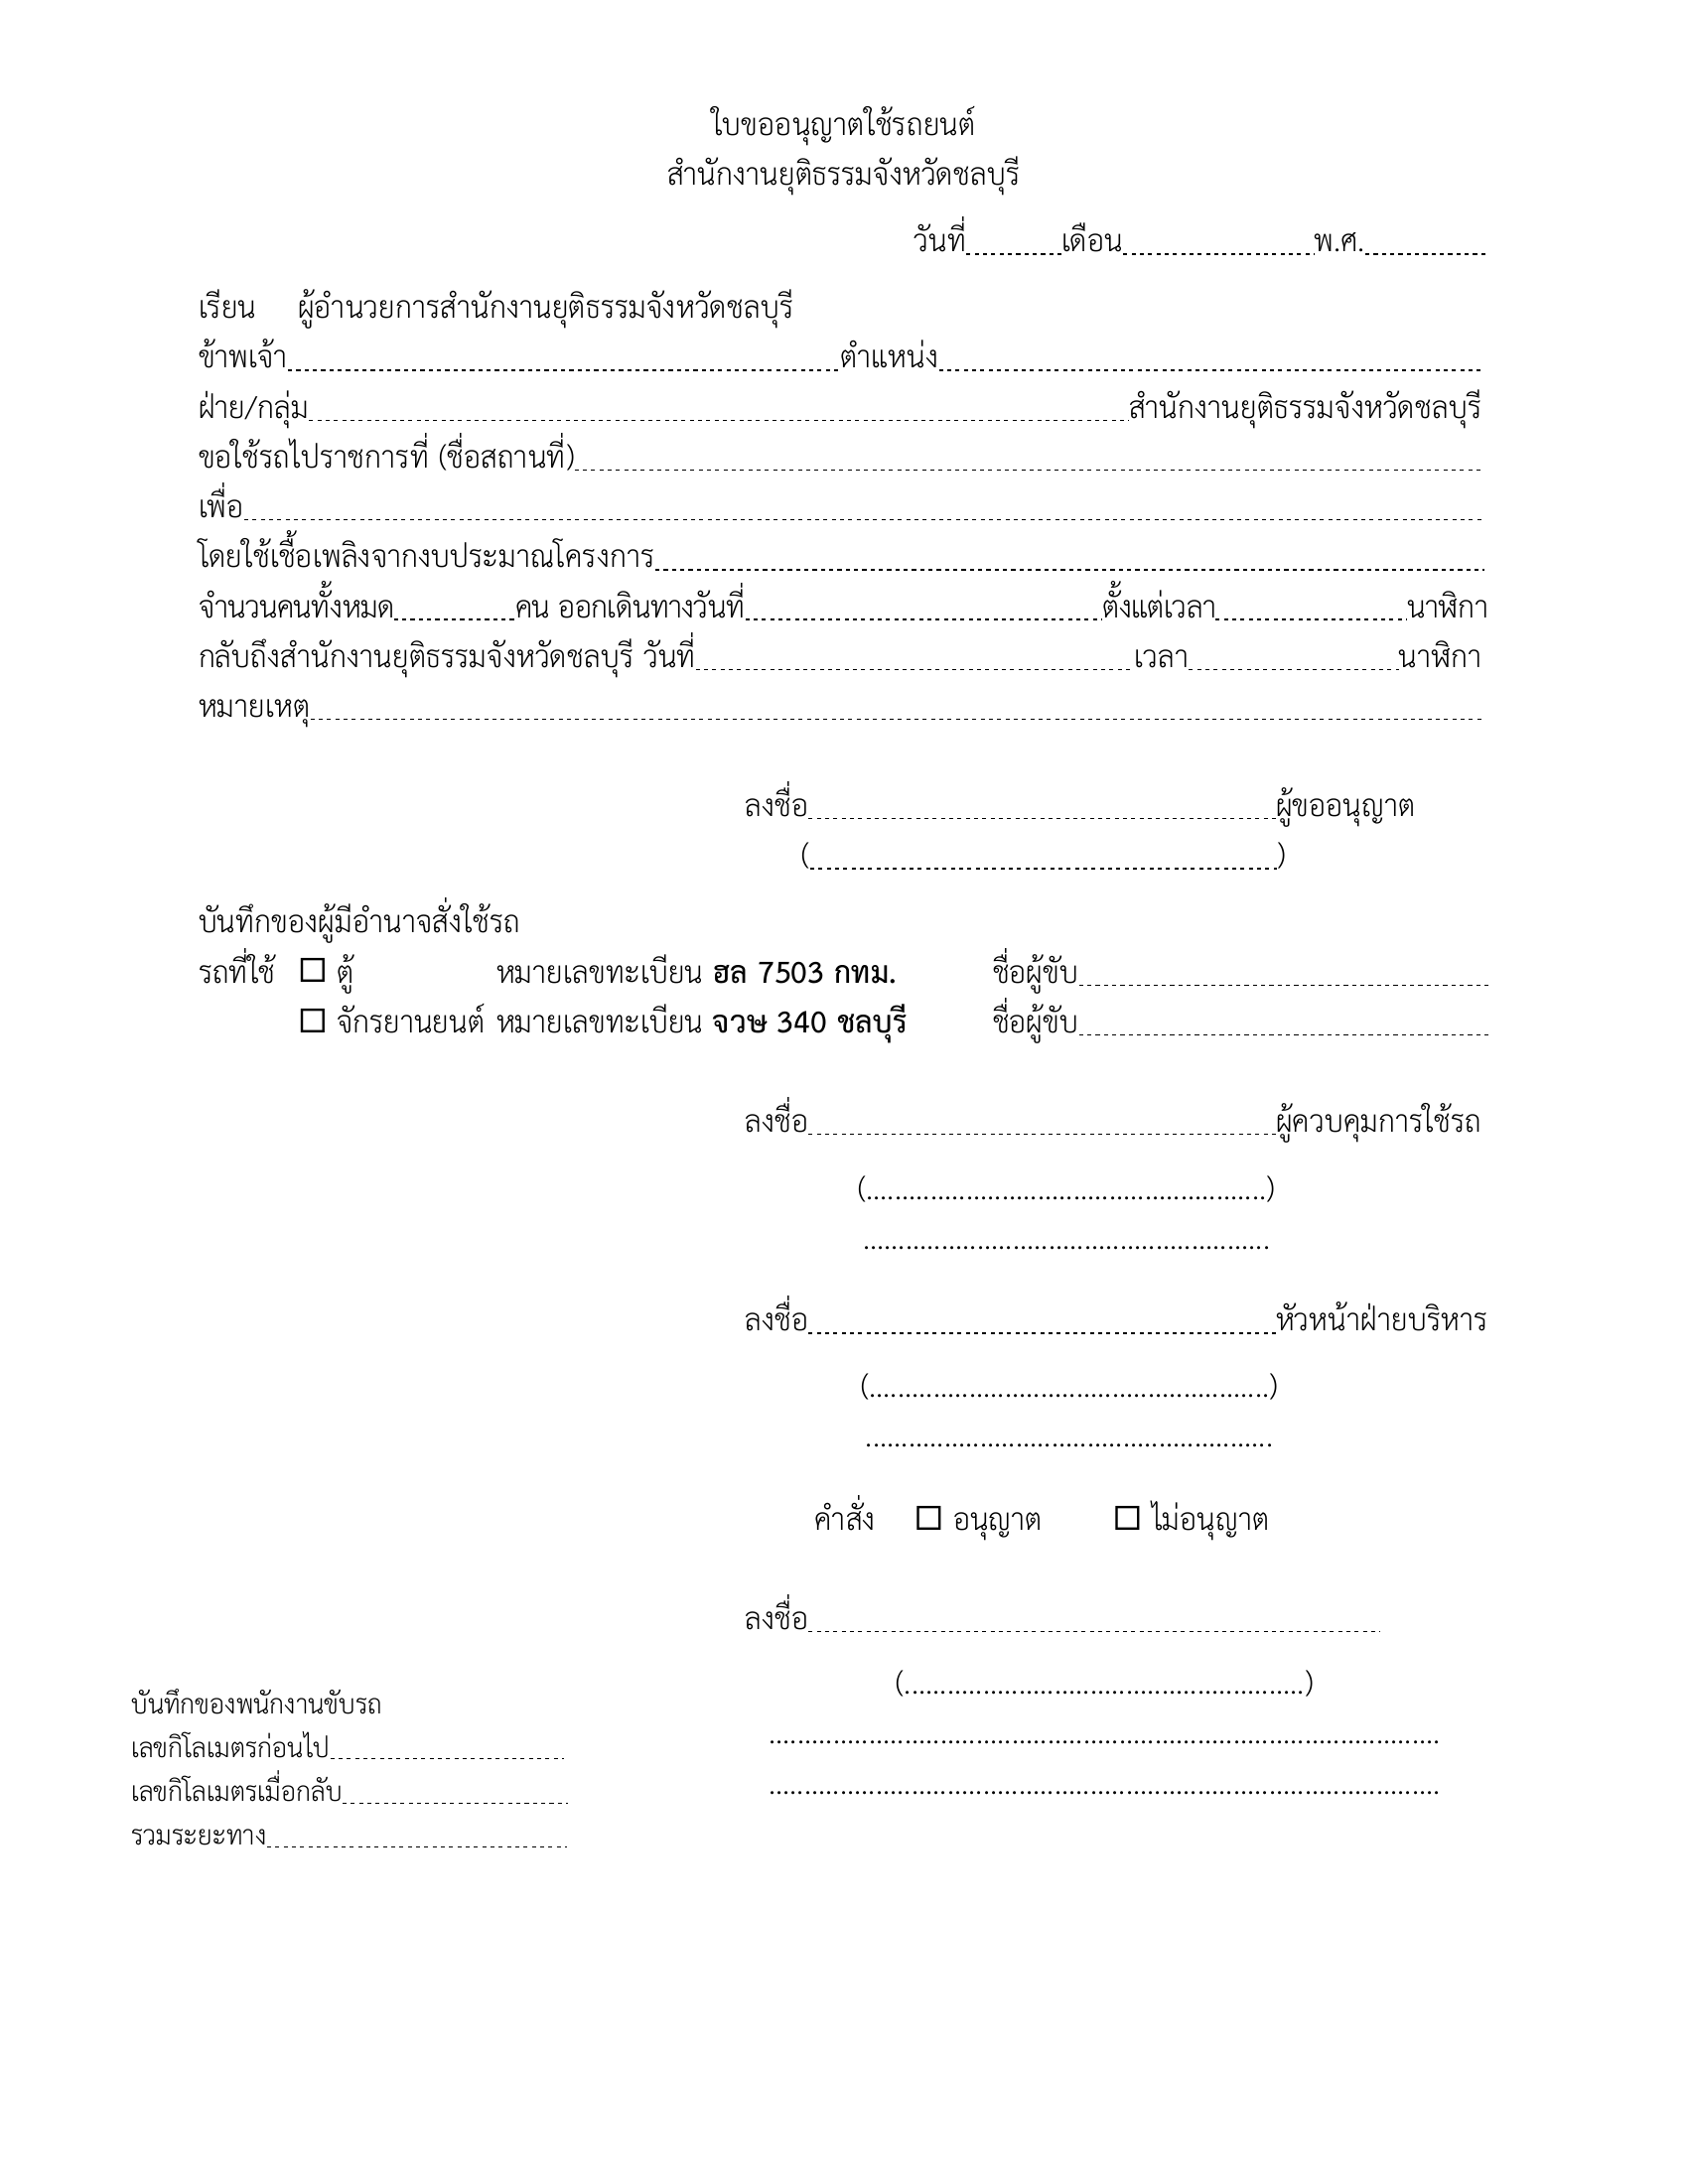 ใบขออนุญาตใช้รถยนต์
สำนักงานยุติธรรมจังหวัดชลบุรี
วันที่..........เดือน....................พ.ศ.............
เรียน ผู้อำนวยการสำนักงานยุติธรรมจังหวัดชลบุรี
ข้าพเจ้า..................................................ตำแหน่ง..................................................
ฝ่าย/กลุ่ม..................................................สำนักงานยุติธรรมจังหวัดชลบุรี
ขอใช้รถไปราชการที่ (ชื่อสถานที่)..................................................
เพื่อ..................................................
โดยใช้เชื้อเพลิงจากงบประมาณโครงการ..................................................
จำนวนคนทั้งหมด............คน ออกเดินทางวันที่..............................ตั้งแต่เวลา....................นาฬิกา
กลับถึงสำนักงานยุติธรรมจังหวัดชลบุรี วันที่..............................เวลา....................นาฬิกา
หมายเหตุ..................................................
ลงชื่อ........................................ผู้ขออนุญาต
(........................................)
บันทึกของผู้มีอำนาจสั่งใช้รถ
รถที่ใช้ ☐ ตู้ หมายเลขทะเบียน ฮล 7503 กทม. ชื่อผู้ขับ..............................
☐ จักรยานยนต์ หมายเลขทะเบียน จวษ 340 ชลบุรี ชื่อผู้ขับ..............................
ลงชื่อ........................................ผู้ควบคุมการใช้รถ
(........................................)
........................................
ลงชื่อ........................................หัวหน้าฝ่ายบริหาร
(........................................)
........................................
คำสั่ง ☐ อนุญาต ☐ ไม่อนุญาต
ลงชื่อ..................................................
(........................................)
............................................................
............................................................
บันทึกของพนักงานขับรถ
เลขกิโลเมตรก่อนไป....................
เลขกิโลเมตรเมื่อกลับ....................
รวมระยะทาง..............................